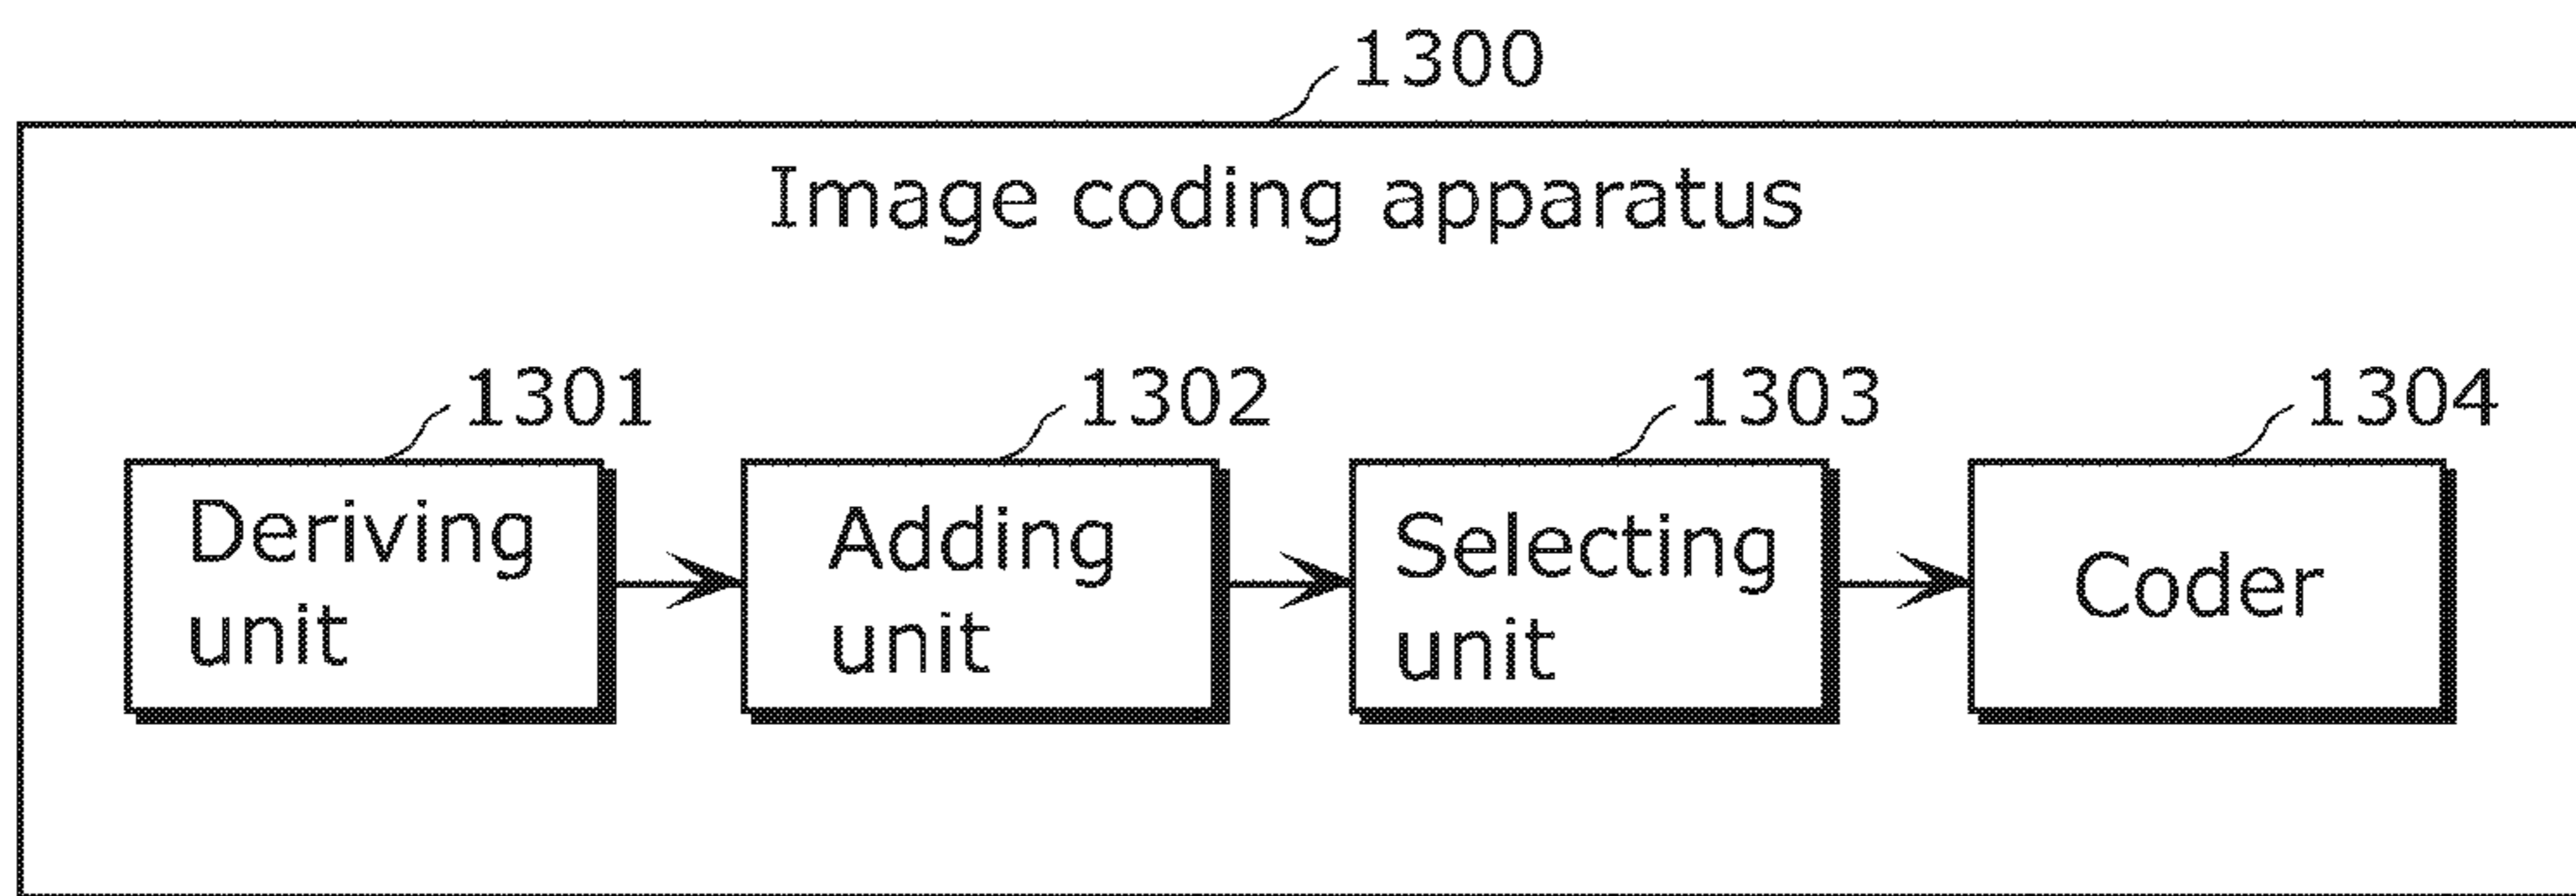 1300
Image coding apparatus
1301
1302
1303
1304
Deriving
unit
Adding
unit
Selecting
unit
Coder